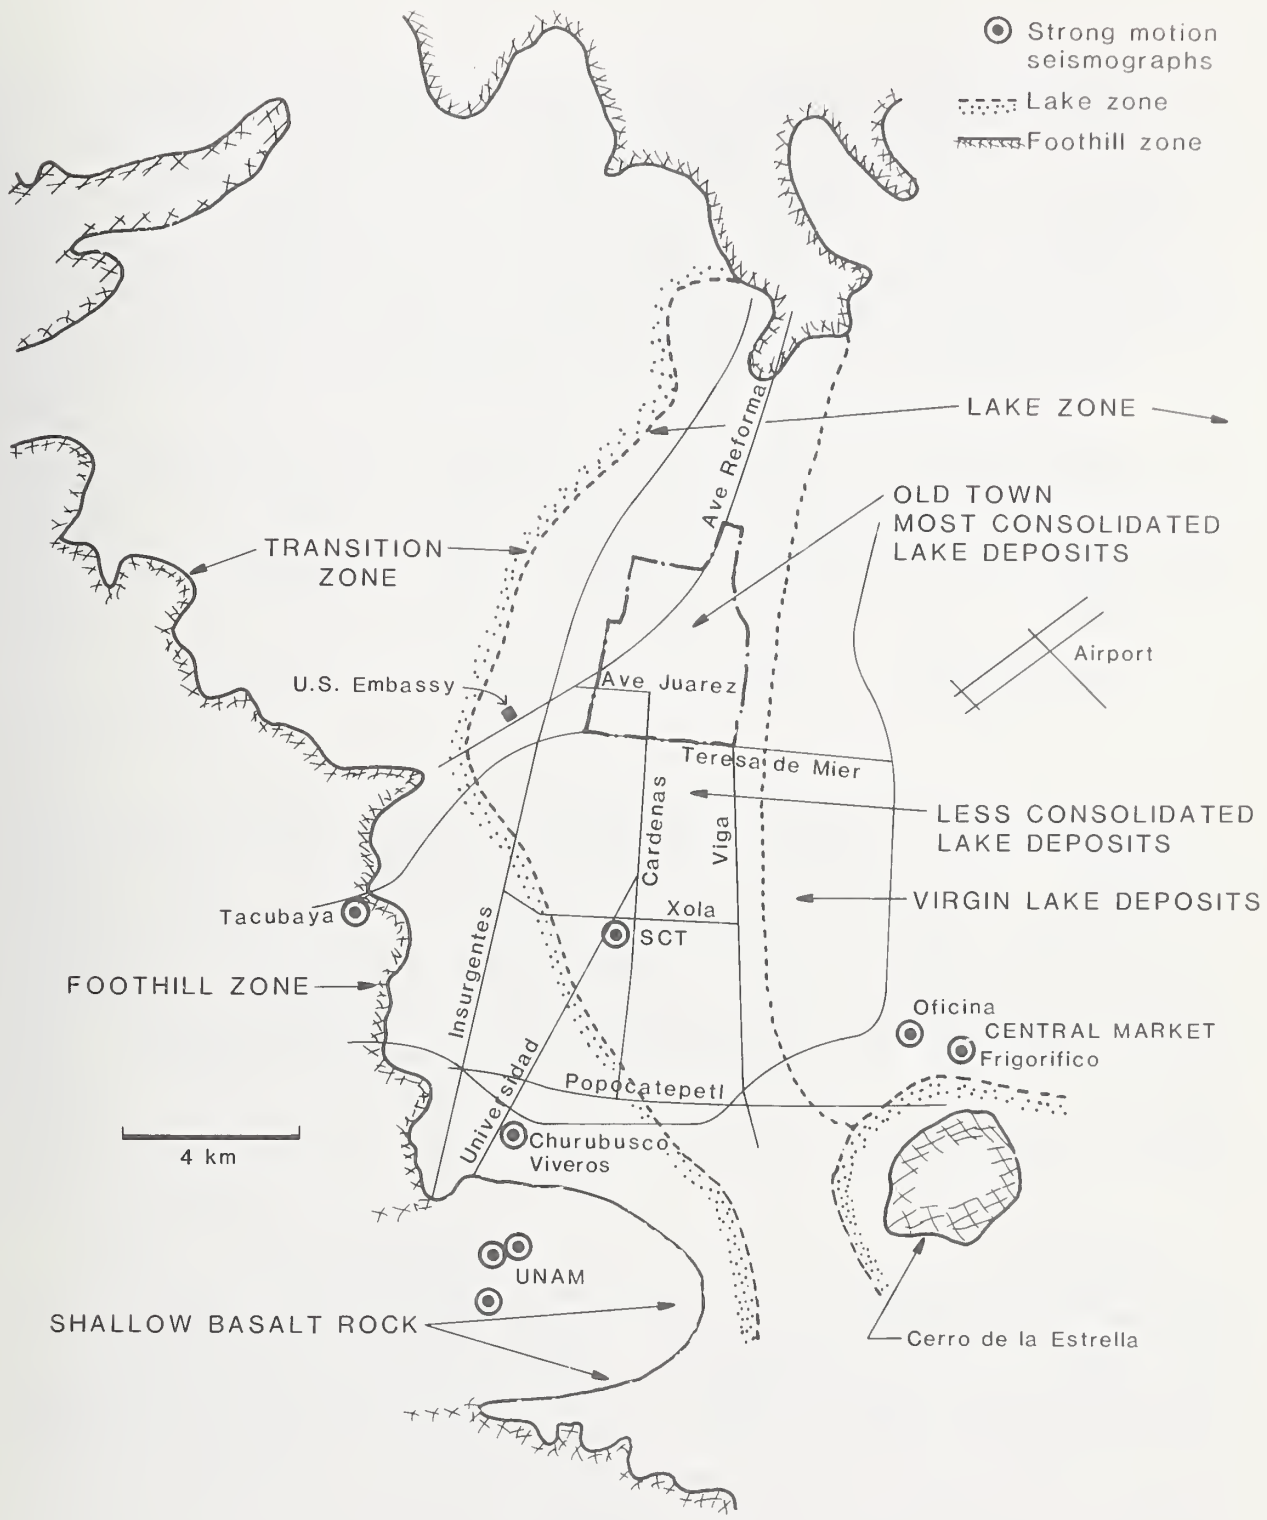 Strong motion
seismographs
Lake zone
Foothill zone
LAKE ZONE
Ave Reforma
OLD TOWN
MOST CONSOLIDATED
LAKE DEPOSITS
TRANSITION
ZONE
Airport
U.S. Embassy
Ave Juarez
Teresa de Mier
Cardenas
Viga
LESS CONSOLIDATED
LAKE DEPOSITS
VIRGIN LAKE DEPOSITS
Tacubaya
Xola
SCT
Insurgentes
FOOTHILL ZONE
Oficina
CENTRAL MARKET
Frigorifico
Universidad
Popocatepetl
4 km
Churubusco
Viveros
UNAM
SHALLOW BASALT ROCK
Cerro de la Estrella